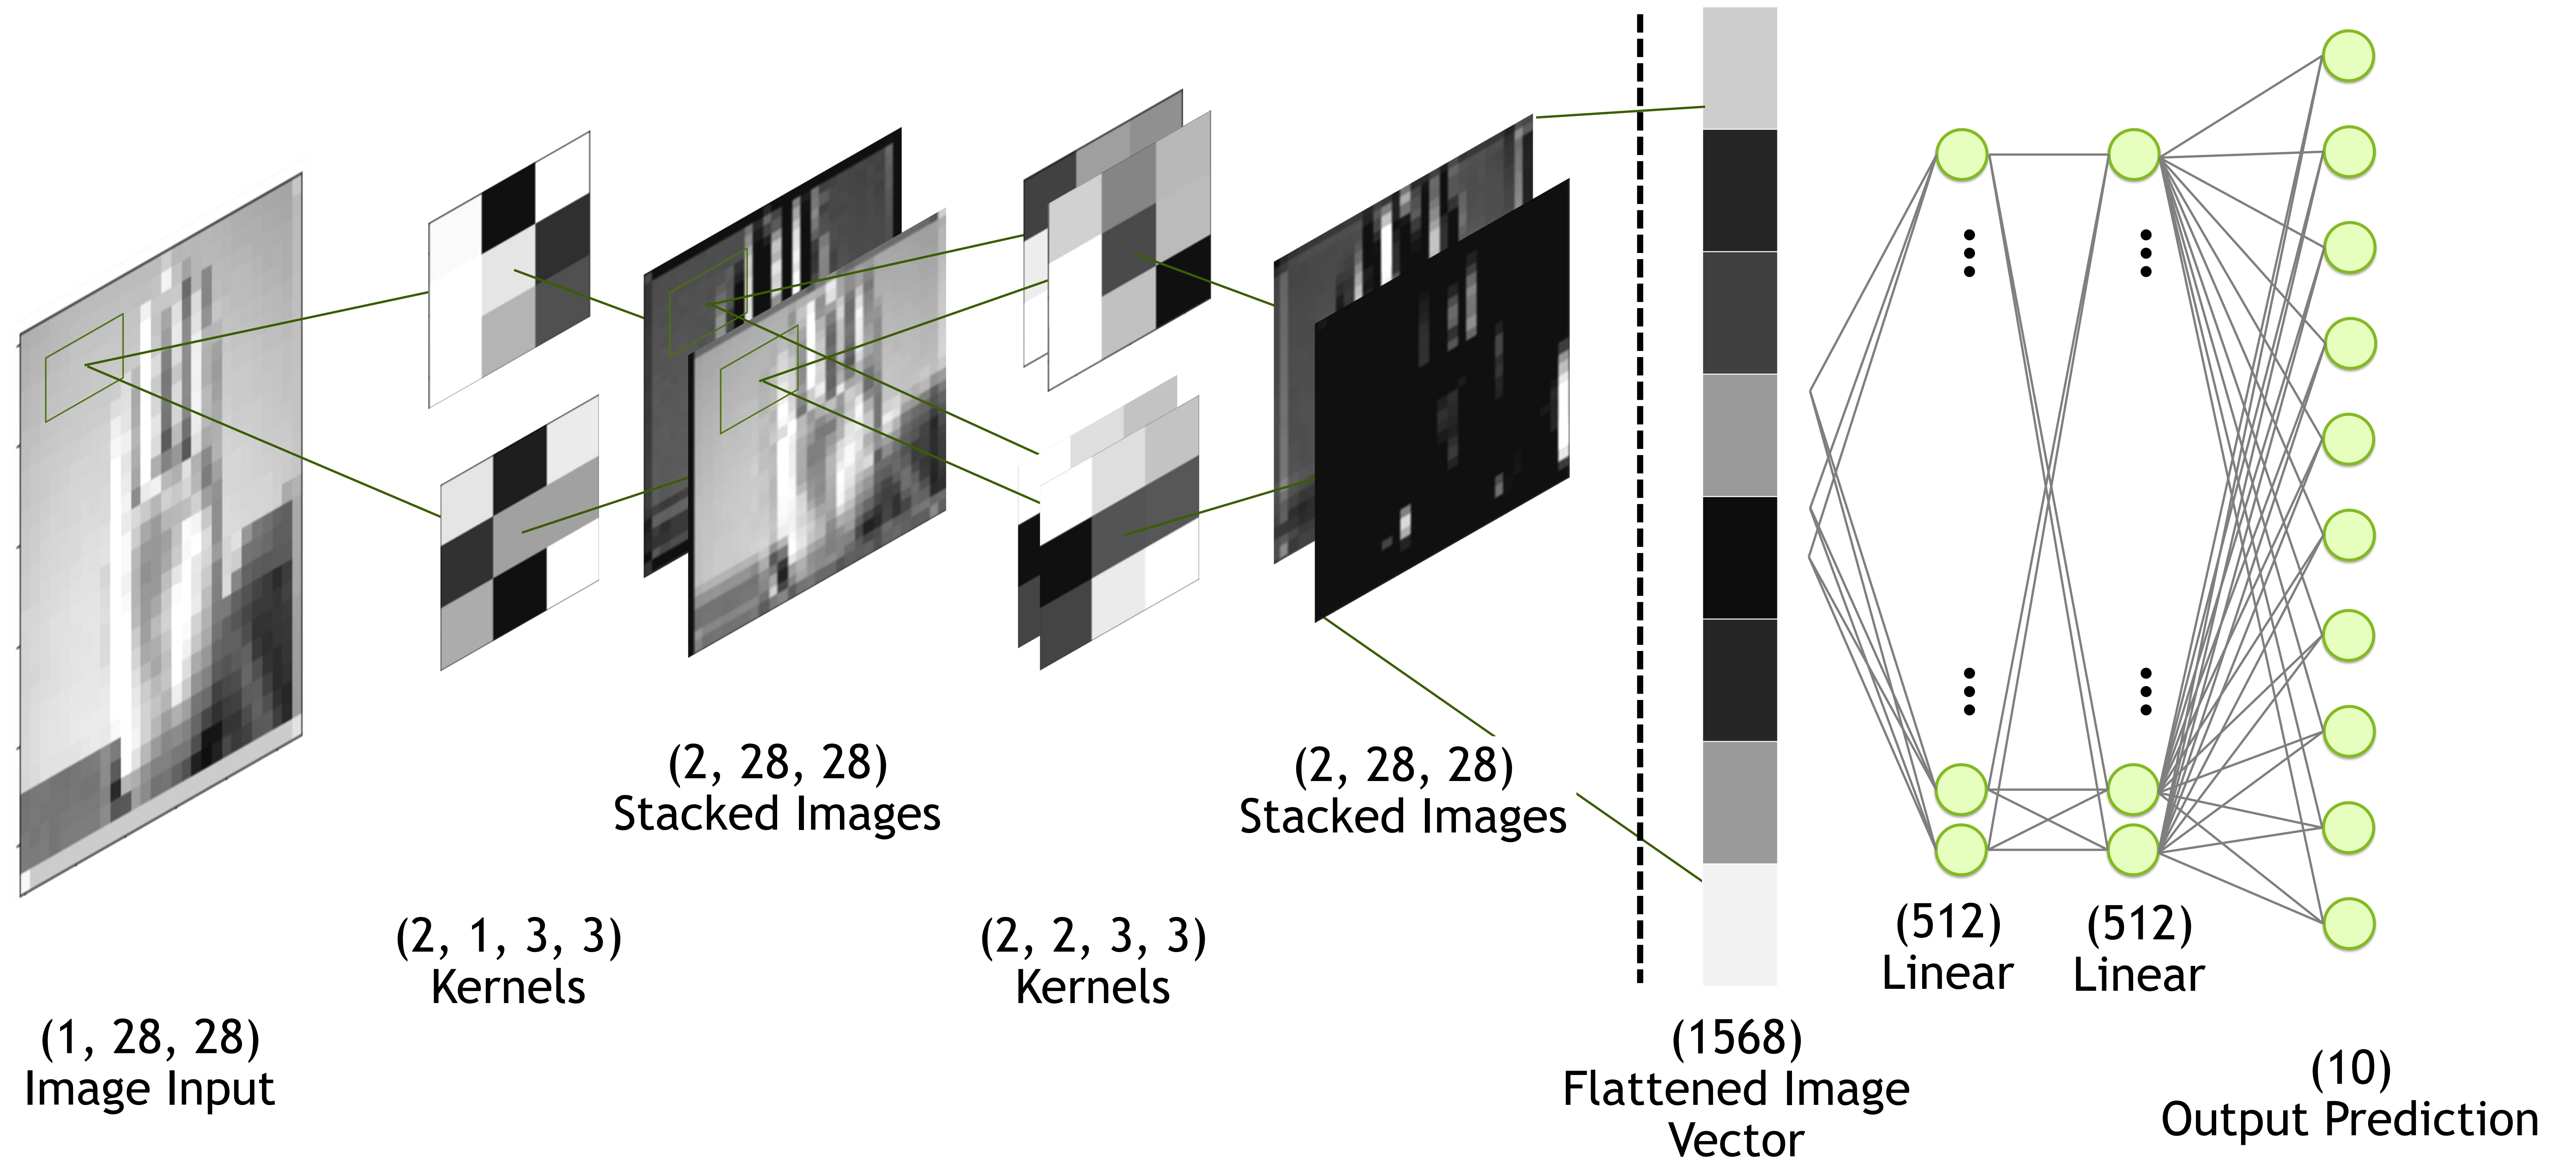 (1, 28, 28)
Image Input
(2, 1, 3, 3)
Kernels
(2, 28, 28)
Stacked Images
(2, 2, 3, 3)
Kernels
(2, 28, 28)
Stacked Images
(1568)
Flattened Image
Vector
(512)
Linear
(512)
Linear
(10)
Output Prediction